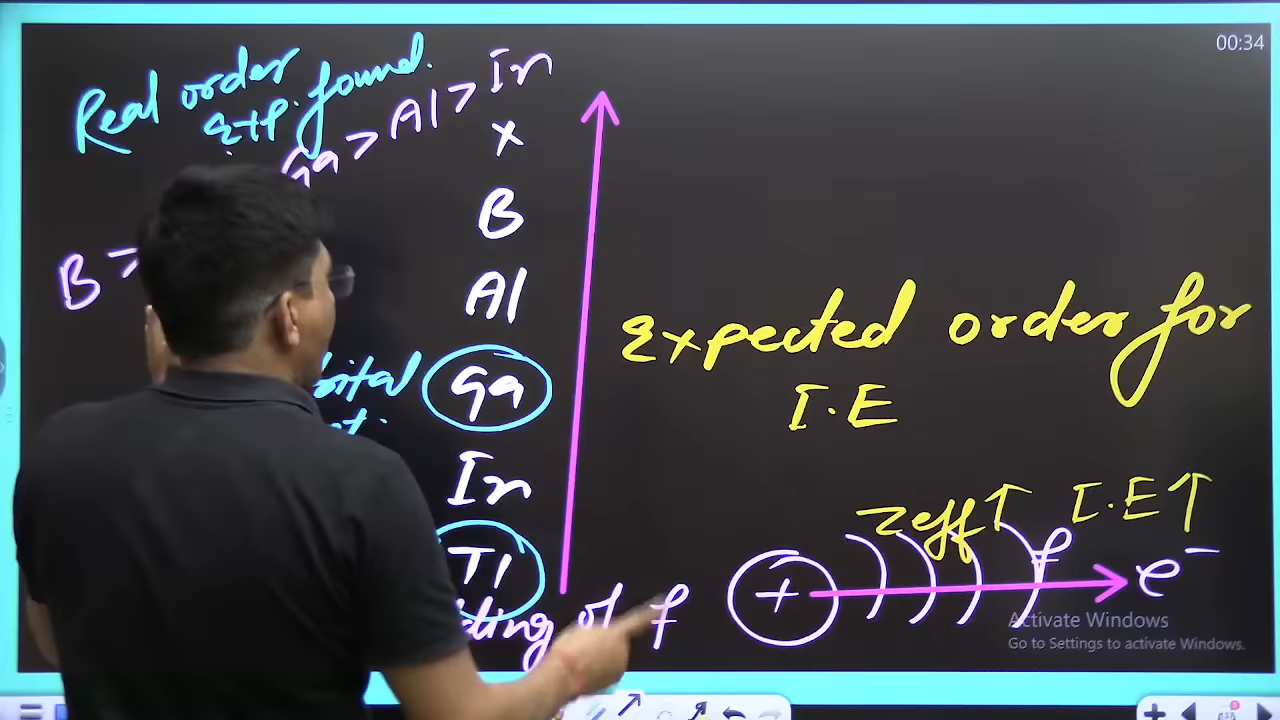 00:34
Real order
exp. found.
B > Ga > Al > In
x
B
Al
Ga
In
Tl
Expected order for
I.E
Zeff↑ I.E↑
+ f e⁻
of f
Activate Windows
Go to Settings to activate Windows.